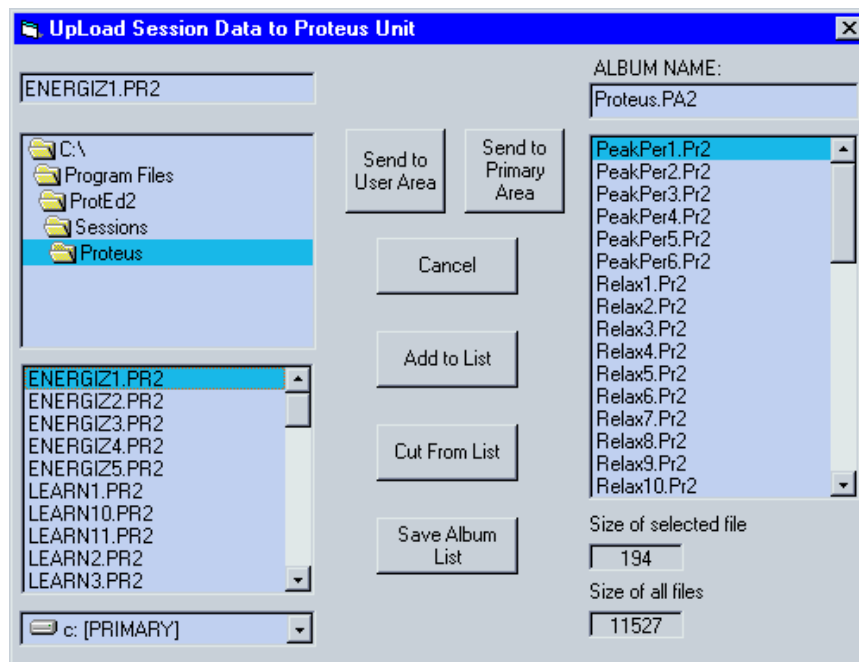 UpLoad Session Data to Proteus Unit
ENERGIZ1.PR2
C:\
Program Files
ProtEd2
Sessions
Proteus
ENERGIZ1.PR2
ENERGIZ2.PR2
ENERGIZ3.PR2
ENERGIZ4.PR2
ENERGIZ5.PR2
LEARN1.PR2
LEARN10.PR2
LEARN11.PR2
LEARN2.PR2
LEARN3.PR2
c: [PRIMARY]
Send to
User Area
Send to
Primary
Area
Cancel
Add to List
Cut From List
Save Album
List
ALBUM NAME:
Proteus.PA2
PeakPer1.Pr2
PeakPer2.Pr2
PeakPer3.Pr2
PeakPer4.Pr2
PeakPer5.Pr2
PeakPer6.Pr2
Relax1.Pr2
Relax2.Pr2
Relax3.Pr2
Relax4.Pr2
Relax5.Pr2
Relax6.Pr2
Relax7.Pr2
Relax8.Pr2
Relax9.Pr2
Relax10.Pr2
Size of selected file
194
Size of all files
11527